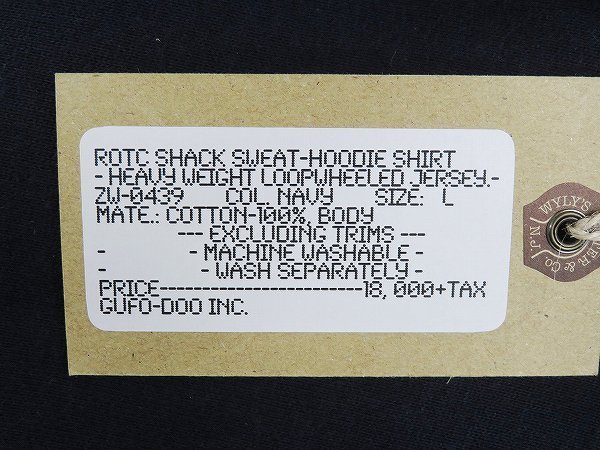 ROTC SHACK SWEAT-HOODIE SHIRT
- HEAVY WEIGHT LOOPWHEELED JERSEY.-
ZW-0439 COL. NAVY SIZE: L
MATE.: COTTON-100%, BODY
--- EXCLUDING TRIMS ---
- - MACHINE WASHABLE -
- - WASH SEPARATELY -
PRICE------------------------18,000+TAX
GUFO-DOO INC.
WYLY'S
ER & CO. J'N